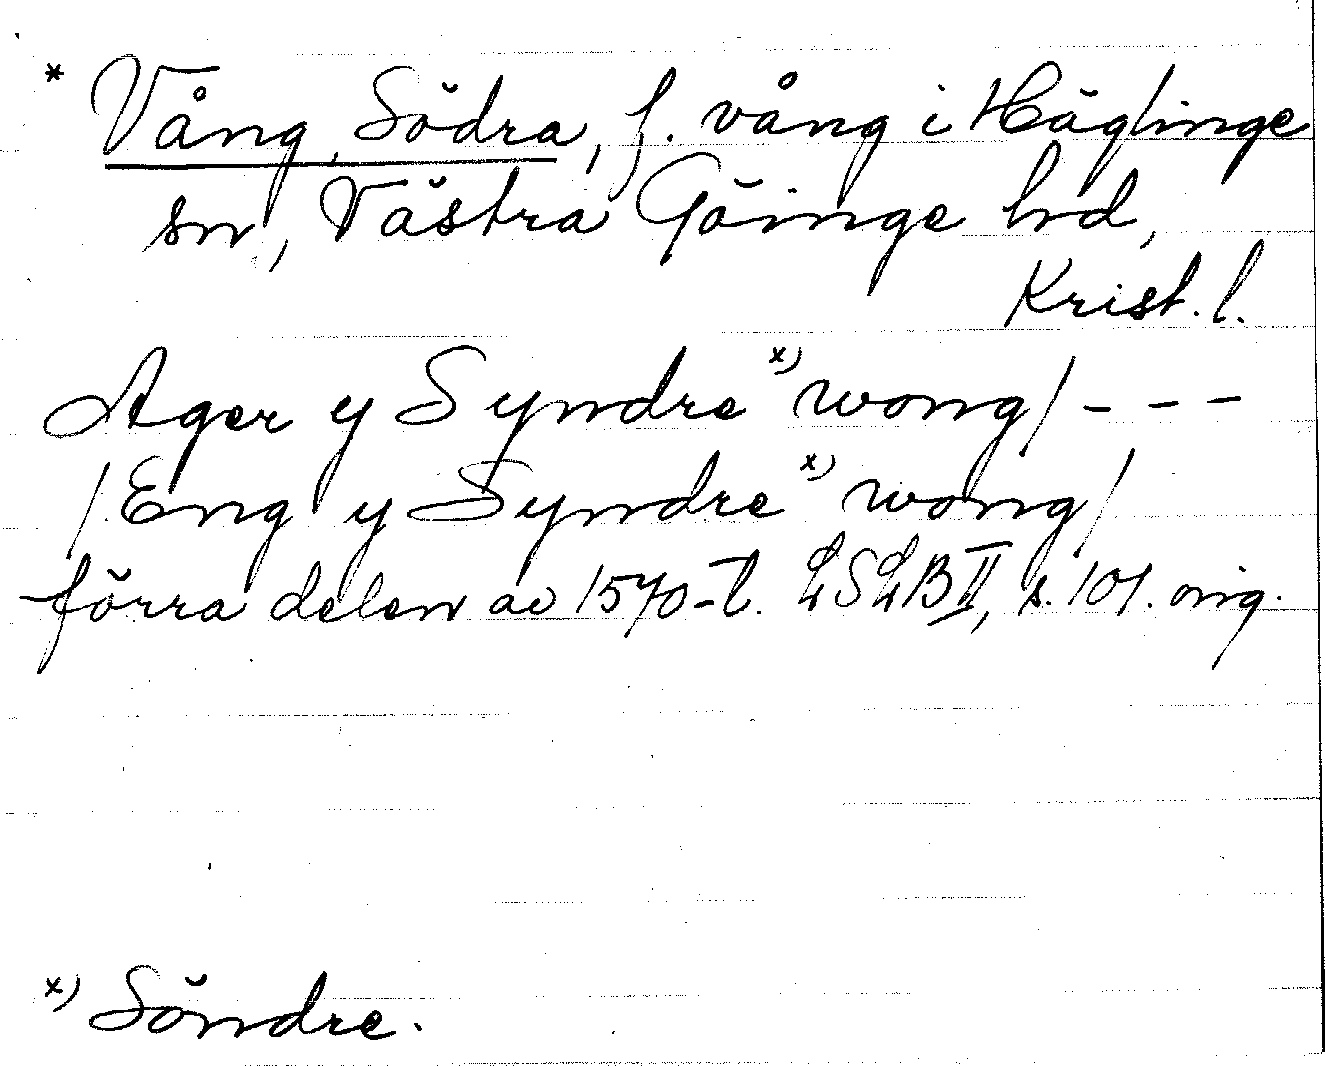 * Vång, Södra, f. vång i Häglinge
sn, Västra Göinge hd,
Krist. l.
Ager y Syndre x) wong/ - - -
/Eng y Syndre x) wong/
förra delen av 1570-t. LSLB II, s. 101. orig.
x) Söndre.